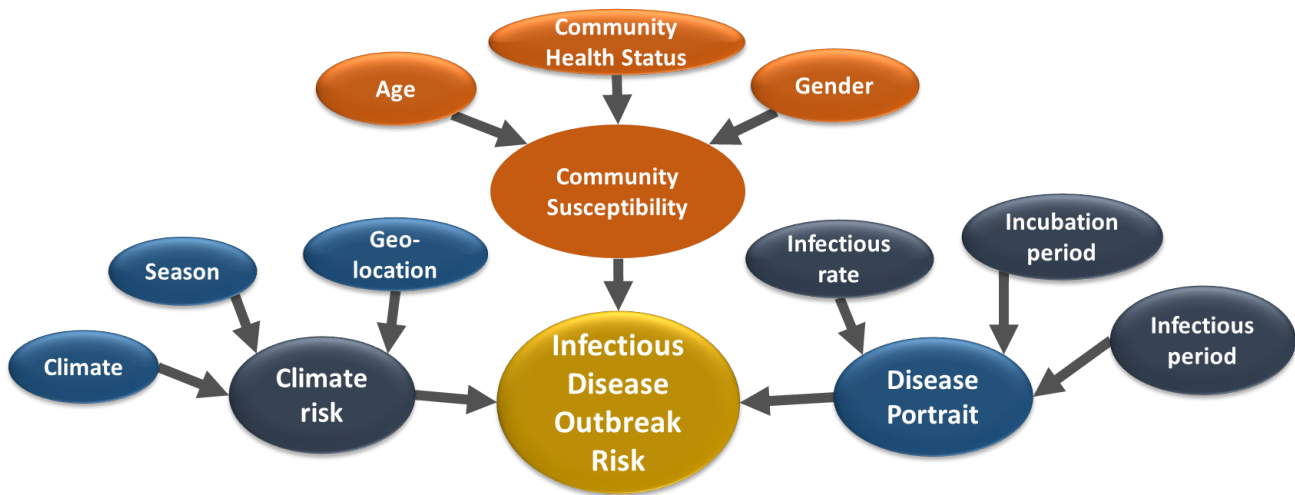 Community
Health Status
Age
Gender
Community
Susceptibility
Geo-
location
Season
Climate
Climate
risk
Infectious
Disease
Outbreak
Risk
Infectious
rate
Incubation
period
Infectious
period
Disease
Portrait